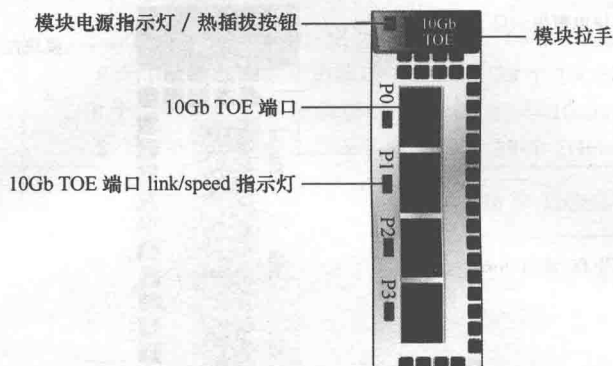 模块电源指示灯 / 热插拔按钮
10Gb
TOE
模块拉手
P0
10Gb TOE 端口
P1
10Gb TOE 端口 link/speed 指示灯
P2
P3